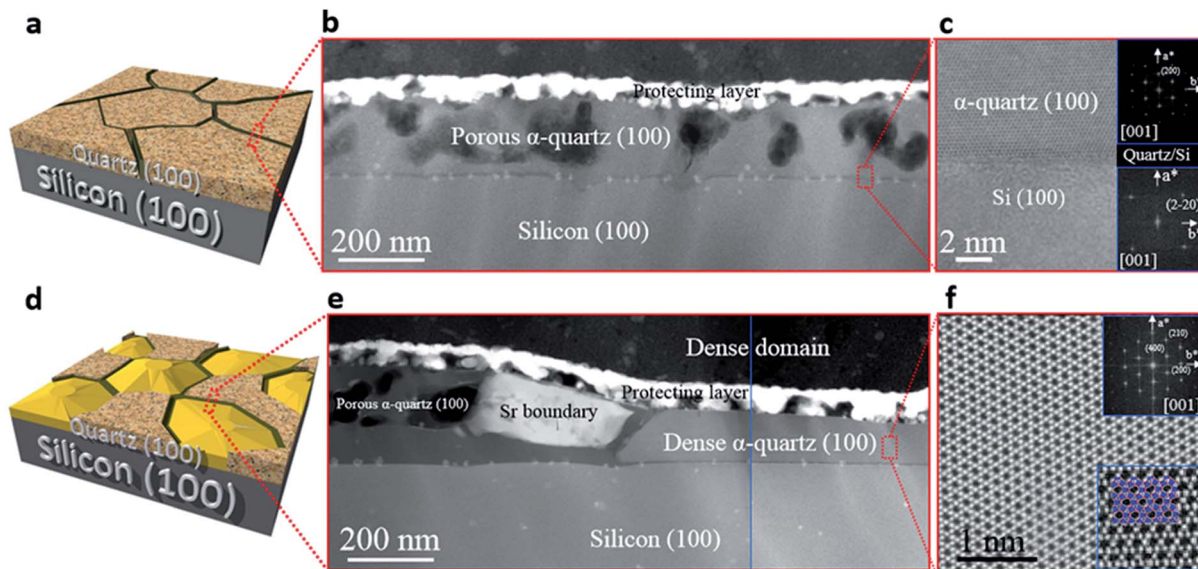 a
Quartz (100)
Silicon (100)
b
Protecting layer
Porous α-quartz (100)
Silicon (100)
200 nm
c
α-quartz (100)
Si (100)
2 nm
a*
(200)
b*
[001]
Quartz/Si
a*
(2-20)
b*
[001]
d
Quartz (100)
Silicon (100)
e
Dense domain
Protecting layer
Porous α-quartz (100)
Sr boundary
Dense α-quartz (100)
Silicon (100)
200 nm
f
a*
(210)
(400)
b*
(200)
[001]
1 nm